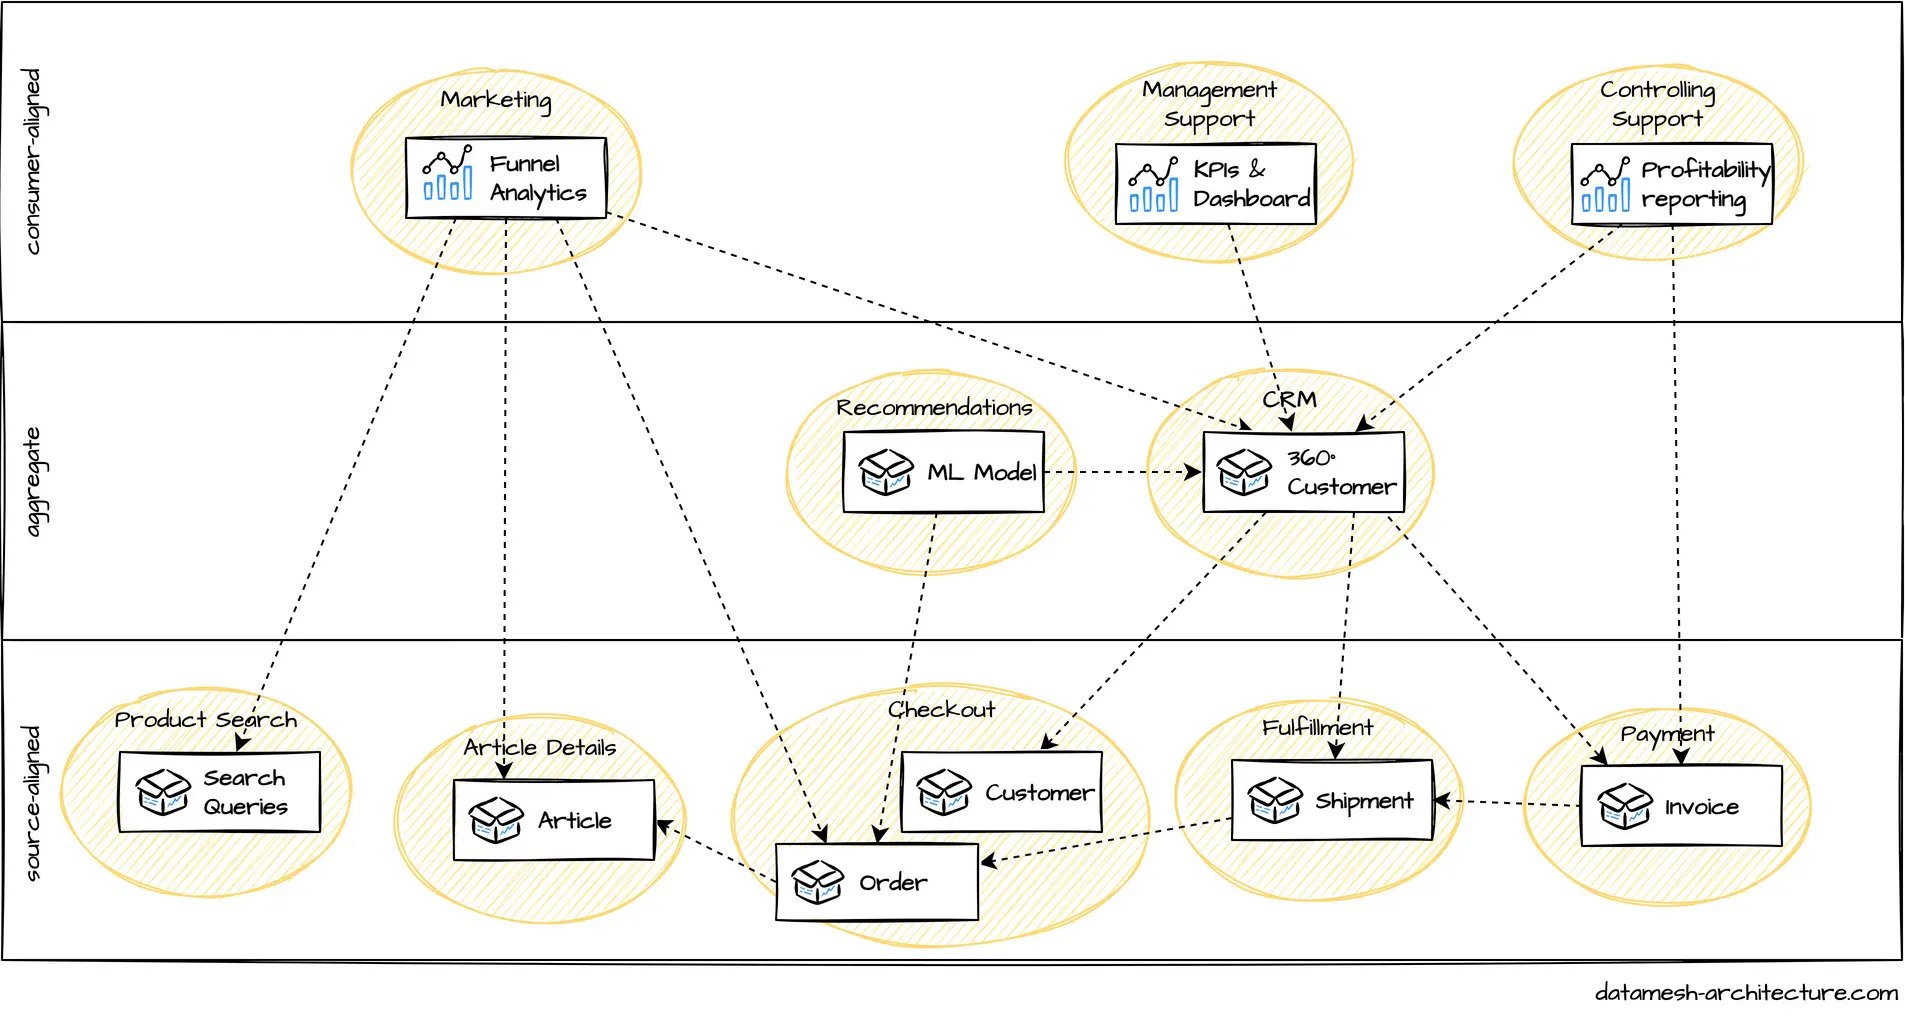 consumer-aligned
Marketing
Funnel
Analytics
Management
Support
KPIs &
Dashboard
Controlling
Support
Profitability
reporting
aggregate
Recommendations
ML Model
CRM
360°
Customer
source-aligned
Product Search
Search
Queries
Article Details
Article
Checkout
Customer
Order
Fulfillment
Shipment
Payment
Invoice
datamesh-architecture.com